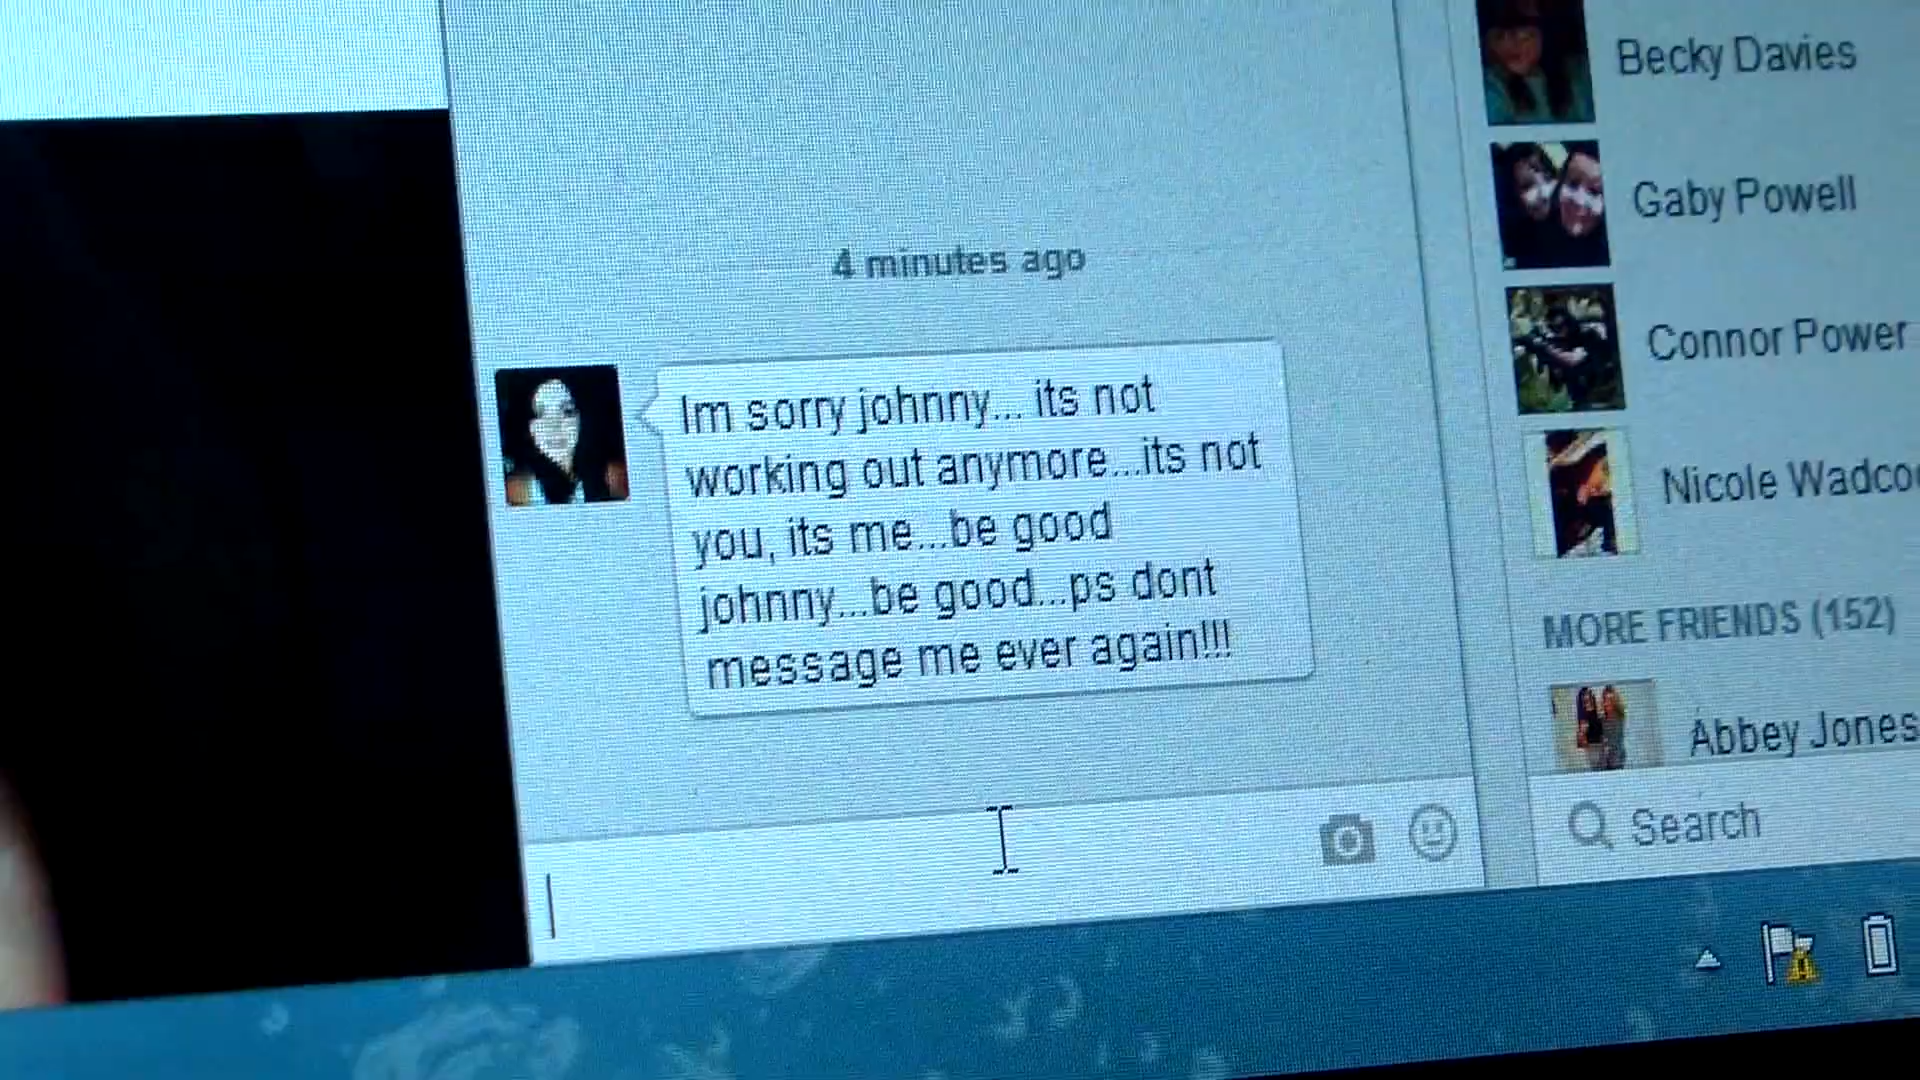 4 minutes ago
Im sorry johnny... its not
working out anymore...its not
you, its me...be good
johnny...be good...ps dont
message me ever again!!!
Becky Davies
Gaby Powell
Connor Power
Nicole
MORE FRIENDS (152)
Abbey Jones
Search